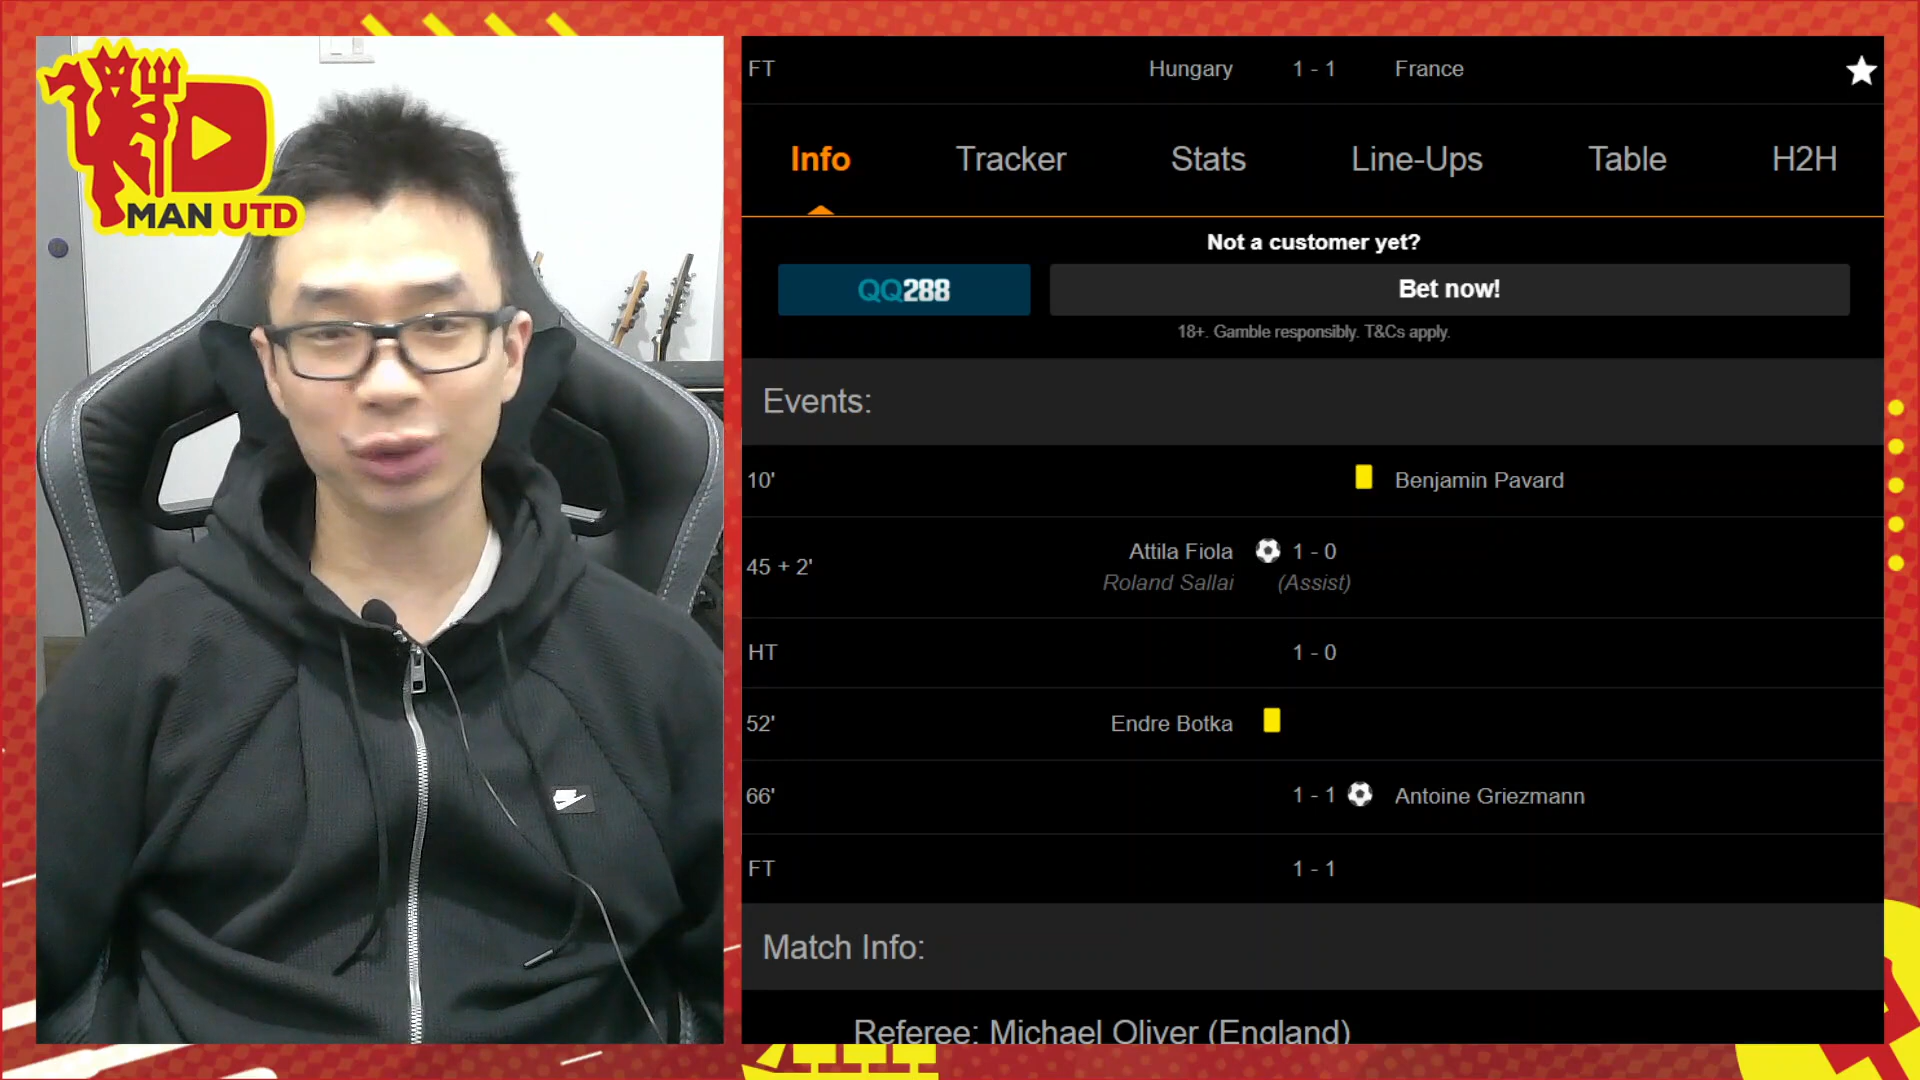 MAN UTD
FT Hungary 1 - 1 France
Info Tracker Stats Line-Ups Table H2H
Not a customer yet?
QQ288 Bet now!
18+. Gamble responsibly. T&Cs apply.
Events:
10' Benjamin Pavard
45 + 2' Attila Fiola 1 - 0
Roland Sallai (Assist)
HT 1 - 0
52' Endre Botka
66' 1 - 1 Antoine Griezmann
FT 1 - 1
Match Info:
Referee: Michael Oliver (England)